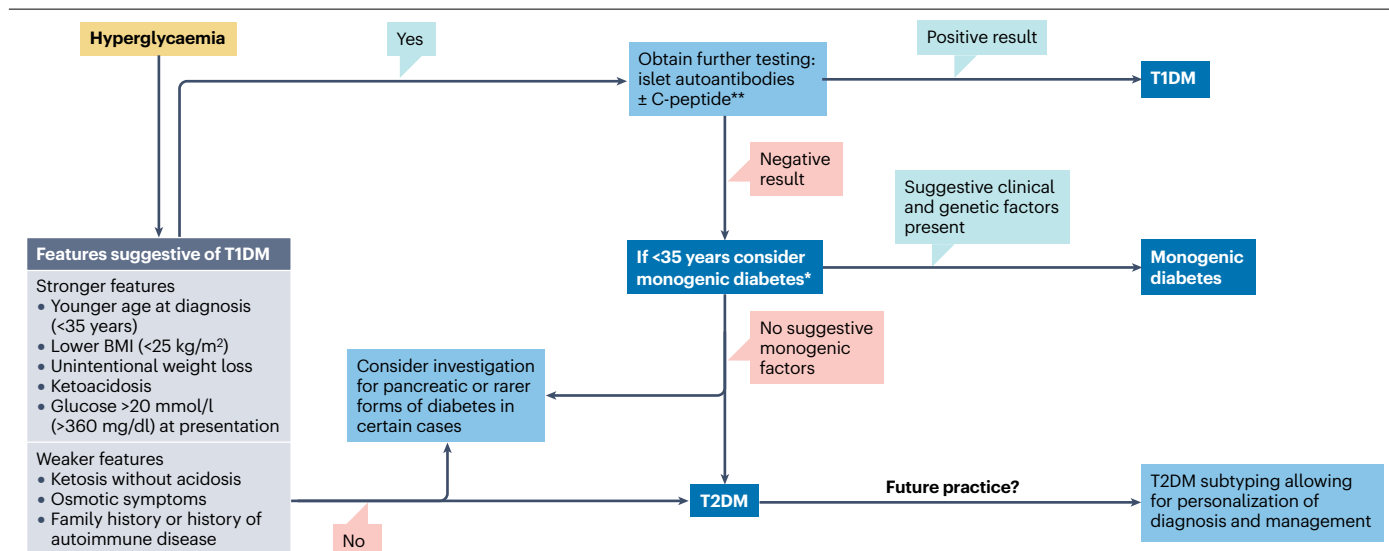 Hyperglycaemia
Yes
Obtain further testing:
islet autoantibodies
± C-peptide**
Positive result
T1DM
Negative
result
Suggestive clinical
and genetic factors
present
Features suggestive of T1DM
Stronger features
• Younger age at diagnosis
(<35 years)
• Lower BMI (<25 kg/m²)
• Unintentional weight loss
• Ketoacidosis
• Glucose >20 mmol/l
(>360 mg/dl) at presentation
Weaker features
• Ketosis without acidosis
• Osmotic symptoms
• Family history or history of
autoimmune disease
If <35 years consider
monogenic diabetes*
Monogenic
diabetes
No suggestive
monogenic
factors
Consider investigation
for pancreatic or rarer
forms of diabetes in
certain cases
No
T2DM
Future practice?
T2DM subtyping allowing
for personalization of
diagnosis and management